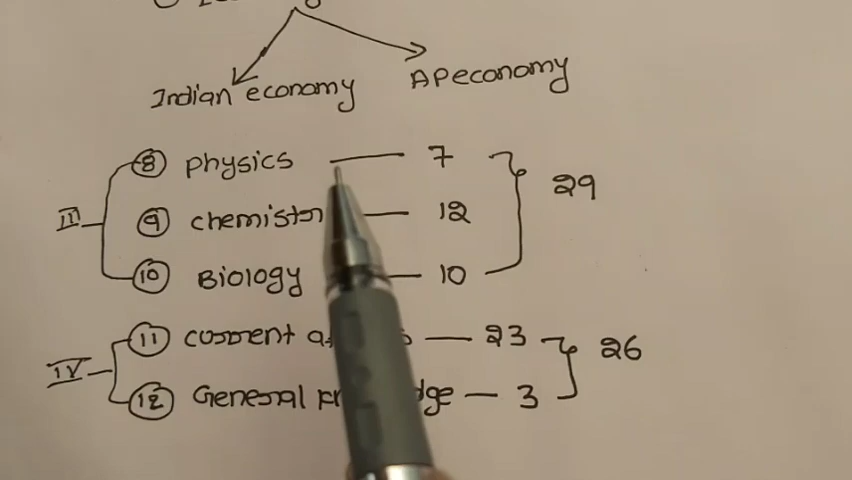 Indian economy APeconomy
III ⑧ physics — 7
⑨ chemistry — 12
⑩ Biology — 10
29
IV ⑪ current — 23
⑫ General — 3
26